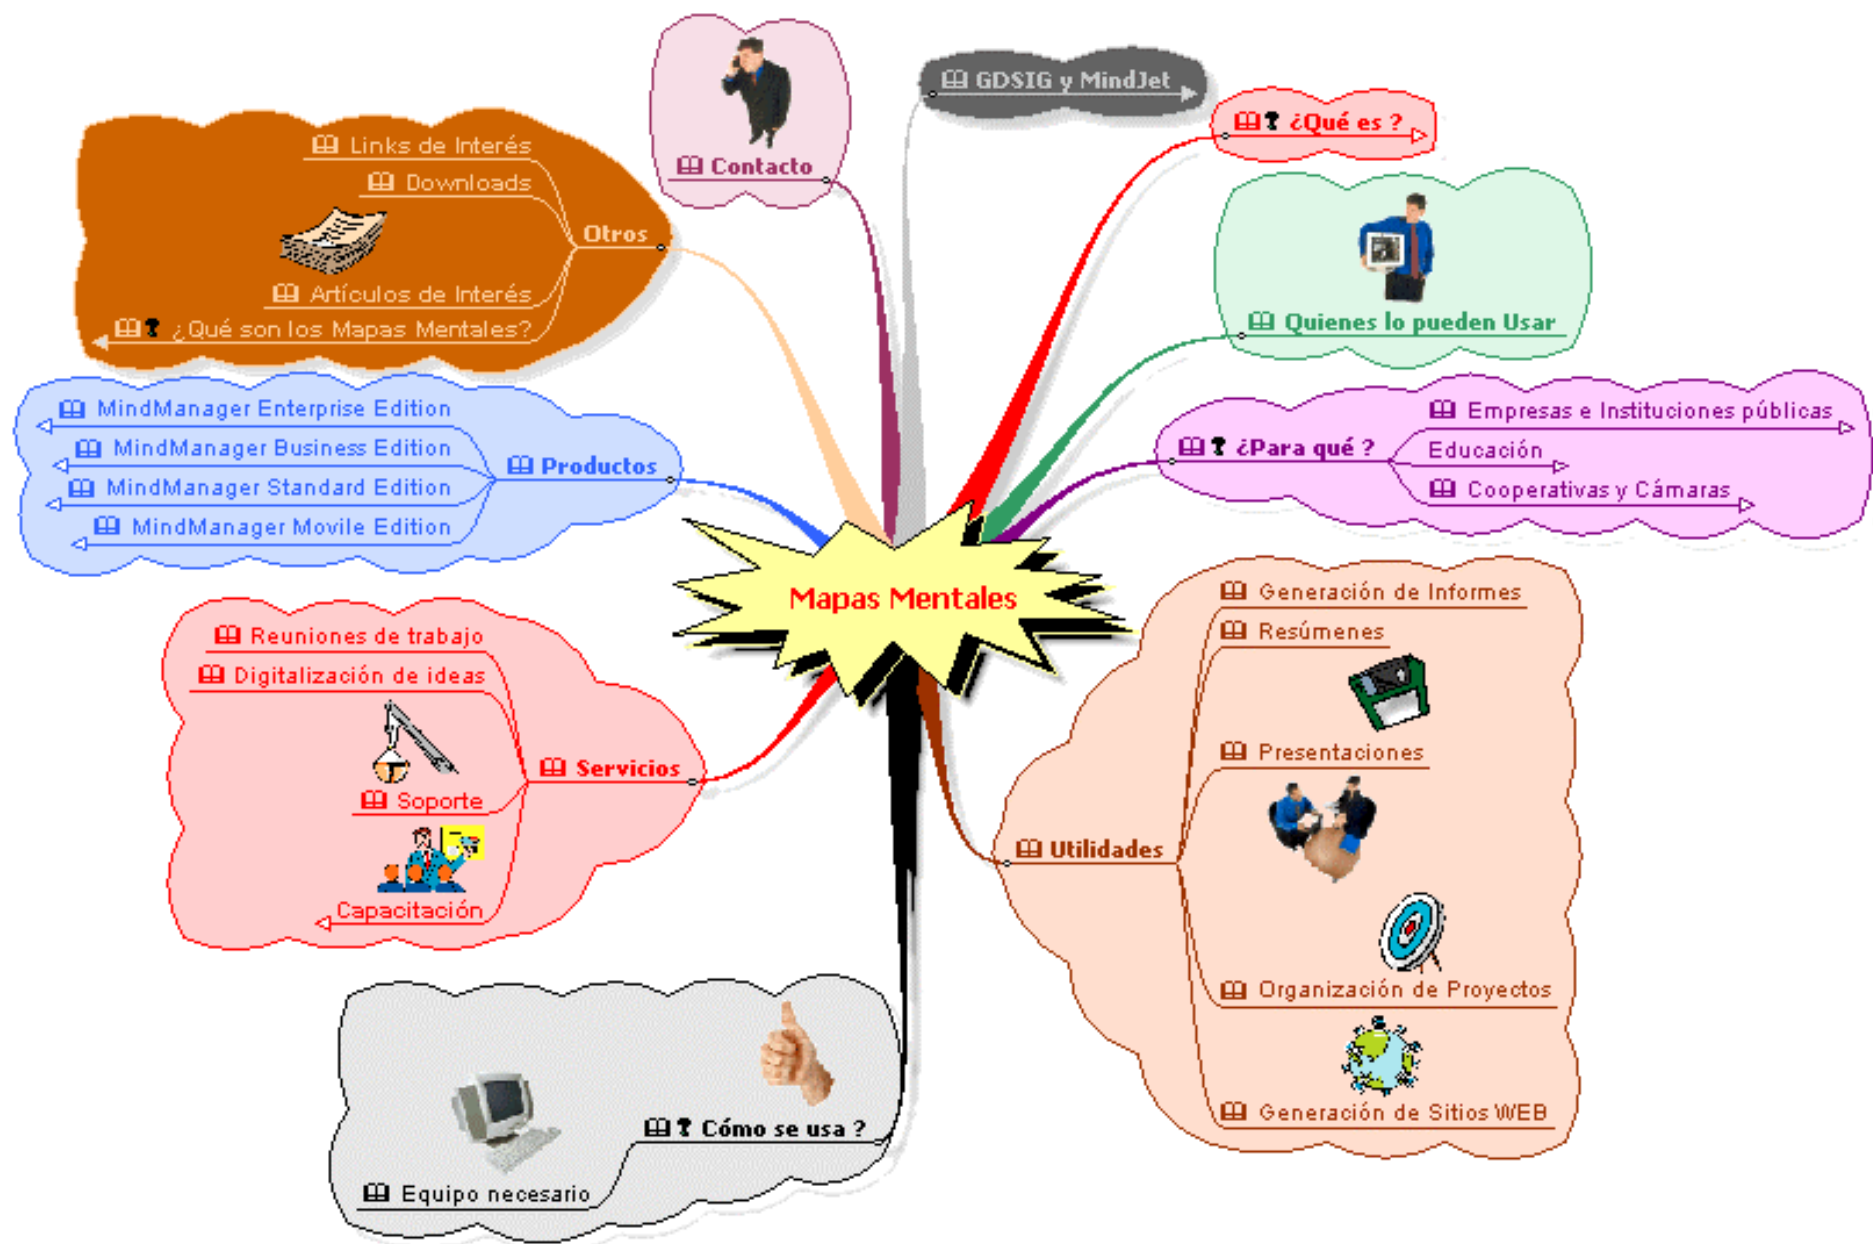 Mapas Mentales
GDSIG y MindJet
¿Qué es ?
Quienes lo pueden Usar
¿Para qué ?
Empresas e Instituciones públicas
Educación
Cooperativas y Cámaras
Utilidades
Generación de Informes
Resúmenes
Presentaciones
Organización de Proyectos
Generación de Sitios WEB
Cómo se usa ?
Equipo necesario
Servicios
Reuniones de trabajo
Digitalización de ideas
Soporte
Capacitación
Productos
MindManager Enterprise Edition
MindManager Business Edition
MindManager Standard Edition
MindManager Movile Edition
Otros
Links de Interés
Downloads
Artículos de Interés
¿Qué son los Mapas Mentales?
Contacto